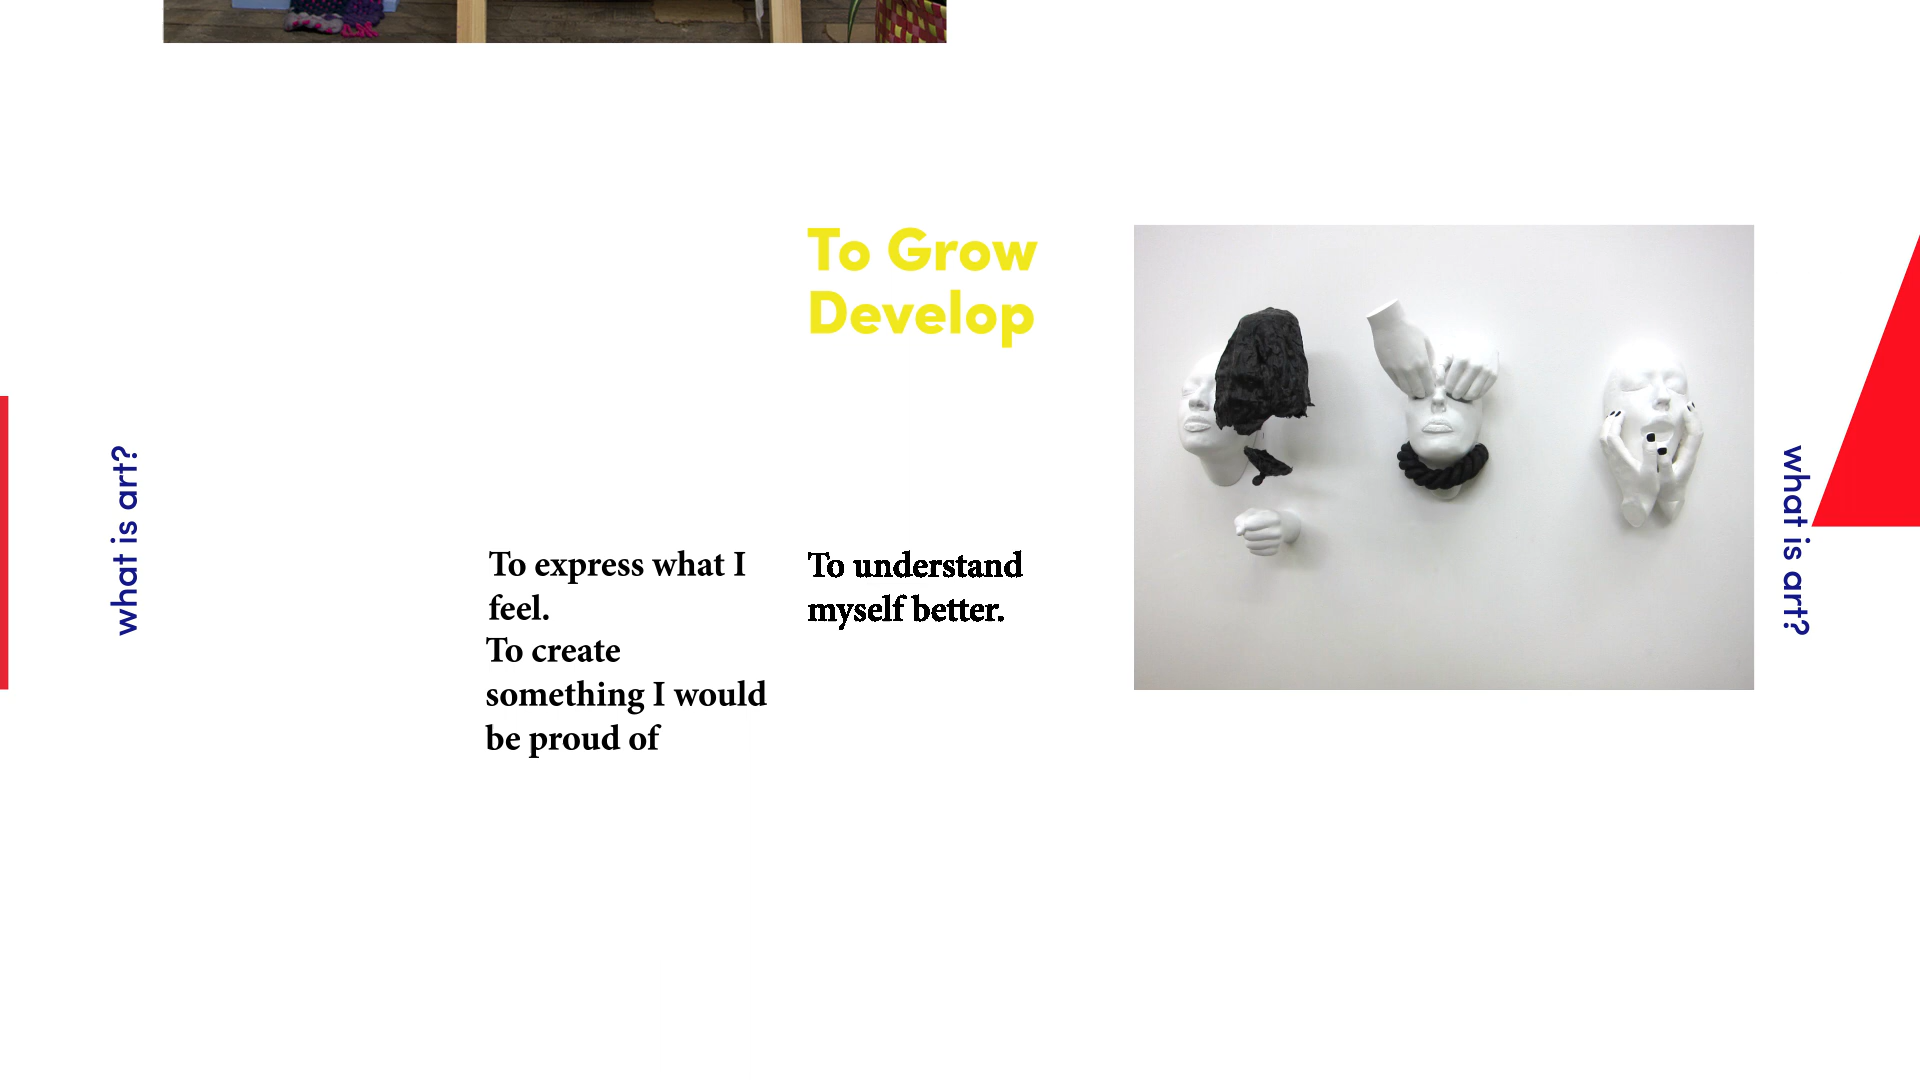 To Grow
Develop
what is art?
To express what I
feel.
To create
something I would
be proud of
To understand
myself better.
what is art?